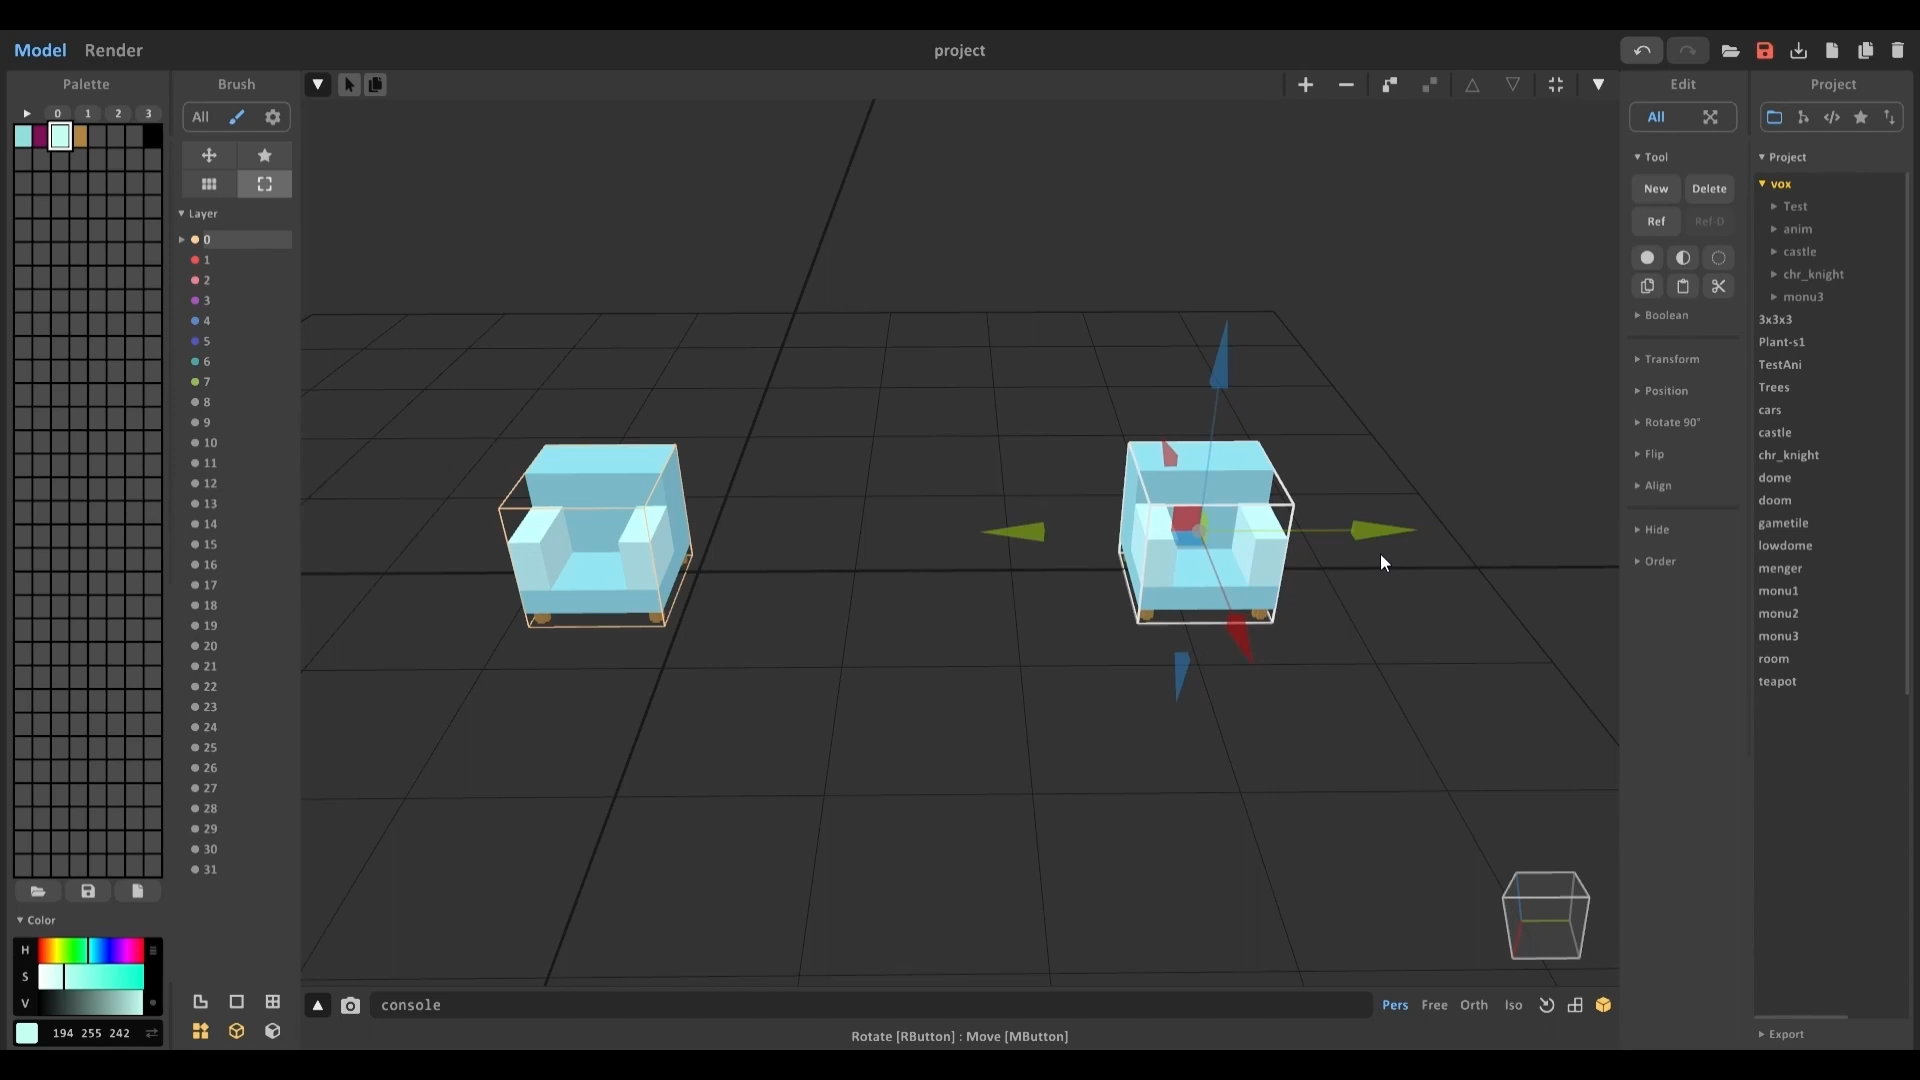 Model Render project
Palette Brush Edit Project
0 1 2 3
All
All
Layer
0
1
2
3
4
5
6
7
8
9
10
11
12
13
14
15
16
17
18
19
20
21
22
23
24
25
26
27
28
29
30
31
Color
H
S
V
194 255 242
console
Pers Free Orth Iso
Rotate [RButton] : Move [MButton]
Tool
New Delete
Ref Ref-D
Boolean
Transform
Position
Rotate 90°
Flip
Align
Hide
Order
Project
vox
Test
anim
castle
chr_knight
monu3
3x3x3
Plant-s1
TestAni
Trees
cars
castle
chr_knight
dome
doom
gametile
lowdome
menger
monu1
monu2
monu3
room
teapot
Export